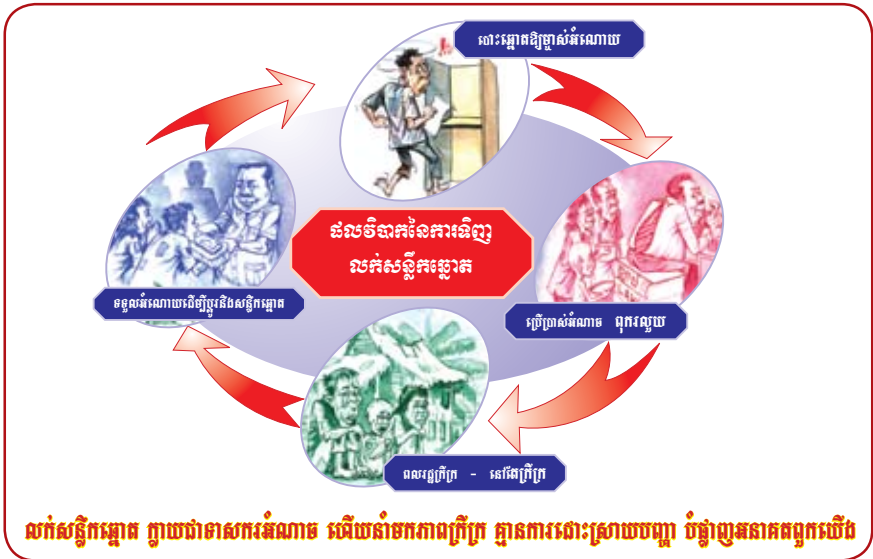 បោះឆ្នោតឱ្យម្ចាស់អំណោយ
ផលវិបាកនៃការទិញ
លក់សន្លឹកឆ្នោត
ទទួលអំណោយដើម្បីប្តូរនិងសន្លឹកឆ្នោត
ប្រើប្រាស់អំណាច ពុករលួយ
ពលរដ្ឋក្រីក្រ - នៅតែក្រីក្រ
លក់សន្លឹកឆ្នោត ក្លាយជាទាសករអំណាច ហើយនាំមកភាពក្រីក្រ គ្មានការដោះស្រាយបញ្ហា បំផ្លាញអនាគតពួកយើង